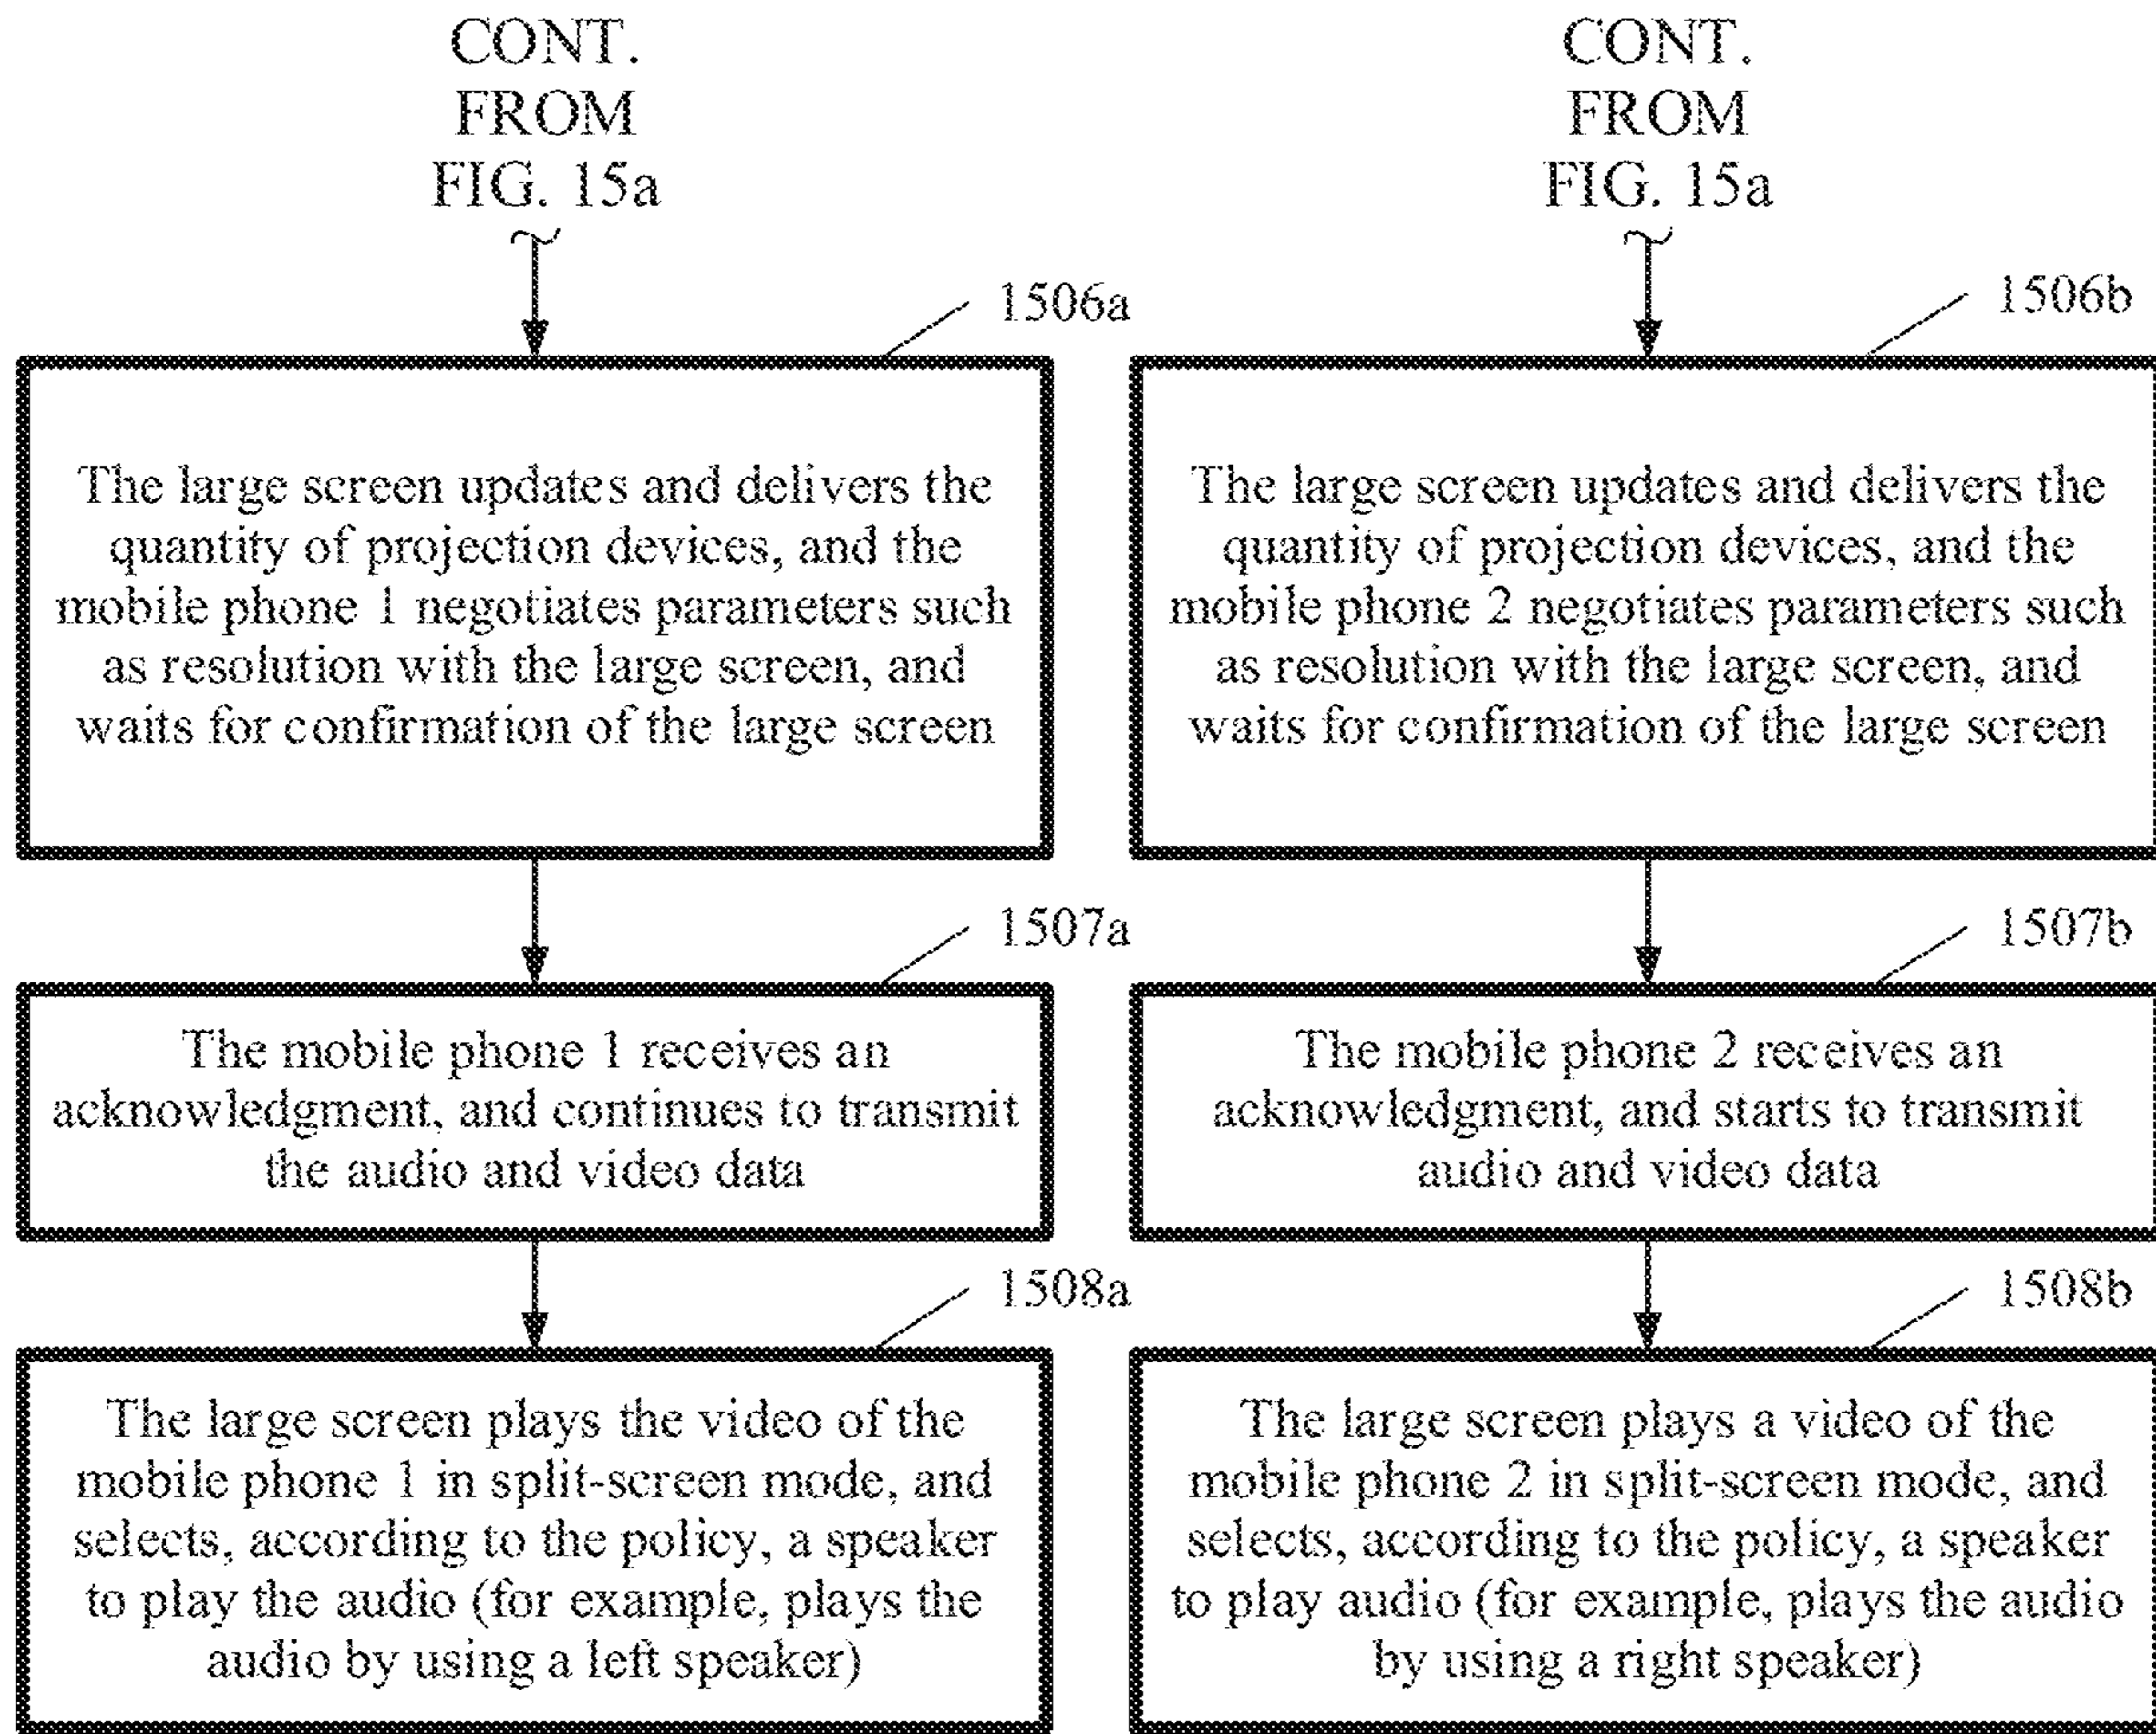 CONT.
FROM
FIG. 15a
1506a
The large screen updates and delivers the
quantity of projection devices, and the
mobile phone 1 negotiates parameters such
as resolution with the large screen, and
waits for confirmation of the large screen
1507a
The mobile phone 1 receives an
acknowledgment, and continues to transmit
the audio and video data
1508a
The large screen plays the video of the
mobile phone 1 in split-screen mode, and
selects, according to the policy, a speaker
to play the audio (for example, plays the
audio by using a left speaker)
CONT.
FROM
FIG. 15a
1506b
The large screen updates and delivers the
quantity of projection devices, and the
mobile phone 2 negotiates parameters such
as resolution with the large screen, and
waits for confirmation of the large screen
1507b
The mobile phone 2 receives an
acknowledgment, and starts to transmit
audio and video data
1508b
The large screen plays a video of the
mobile phone 2 in split-screen mode, and
selects, according to the policy, a speaker
to play audio (for example, plays the audio
by using a right speaker)